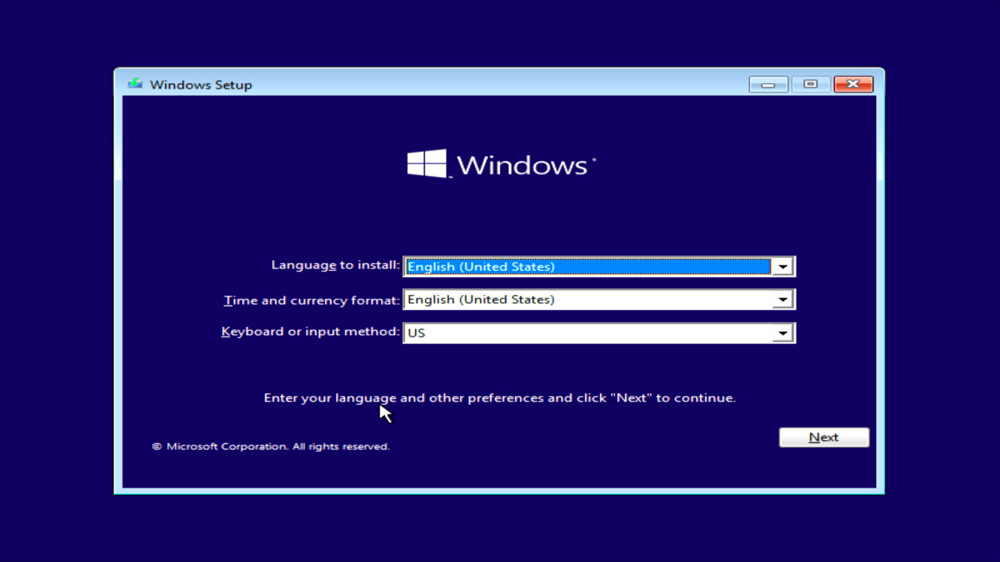 Windows Setup
Windows
Language to install: English (United States)
Time and currency format: English (United States)
Keyboard or input method: US
Enter your language and other preferences and click "Next" to continue.
© Microsoft Corporation. All rights reserved.
Next